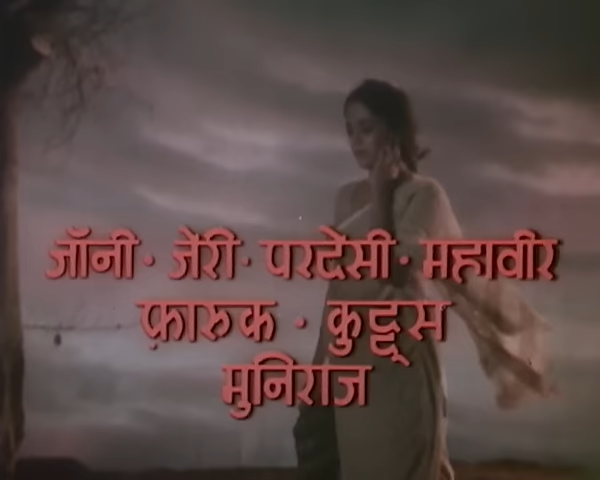 जॉनी · जेरी · परदेसी · महावीर
फ़ारुक · कुद्दूस
मुनिराज